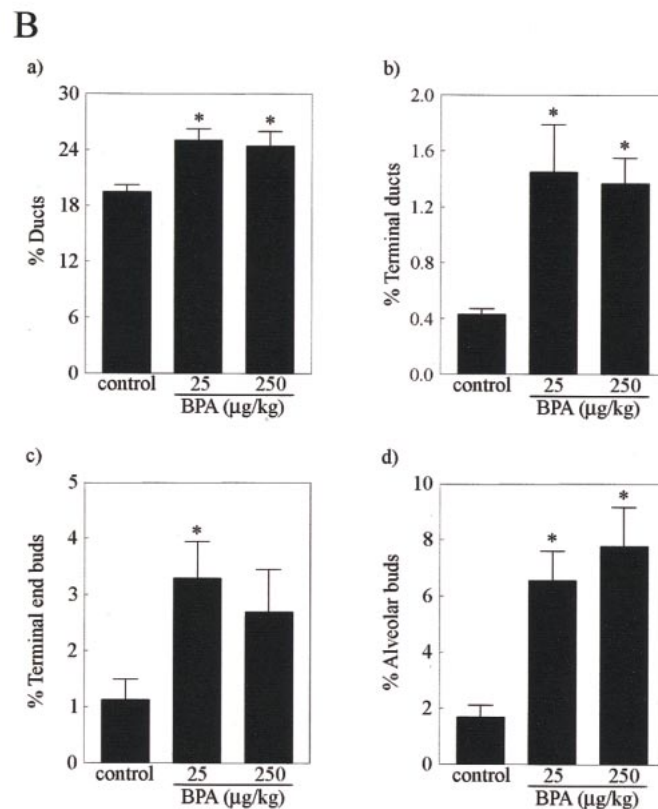 B
a)
% Ducts
30
24
18
12
6
0
* *
control 25 250
BPA (µg/kg)
b)
% Terminal ducts
2.0
1.6
1.2
0.8
0.4
0.0
* *
control 25 250
BPA (µg/kg)
c)
% Terminal end buds
5
4
3
2
1
0
*
control 25 250
BPA (µg/kg)
d)
% Alveolar buds
10
8
6
4
2
0
* *
control 25 250
BPA (µg/kg)